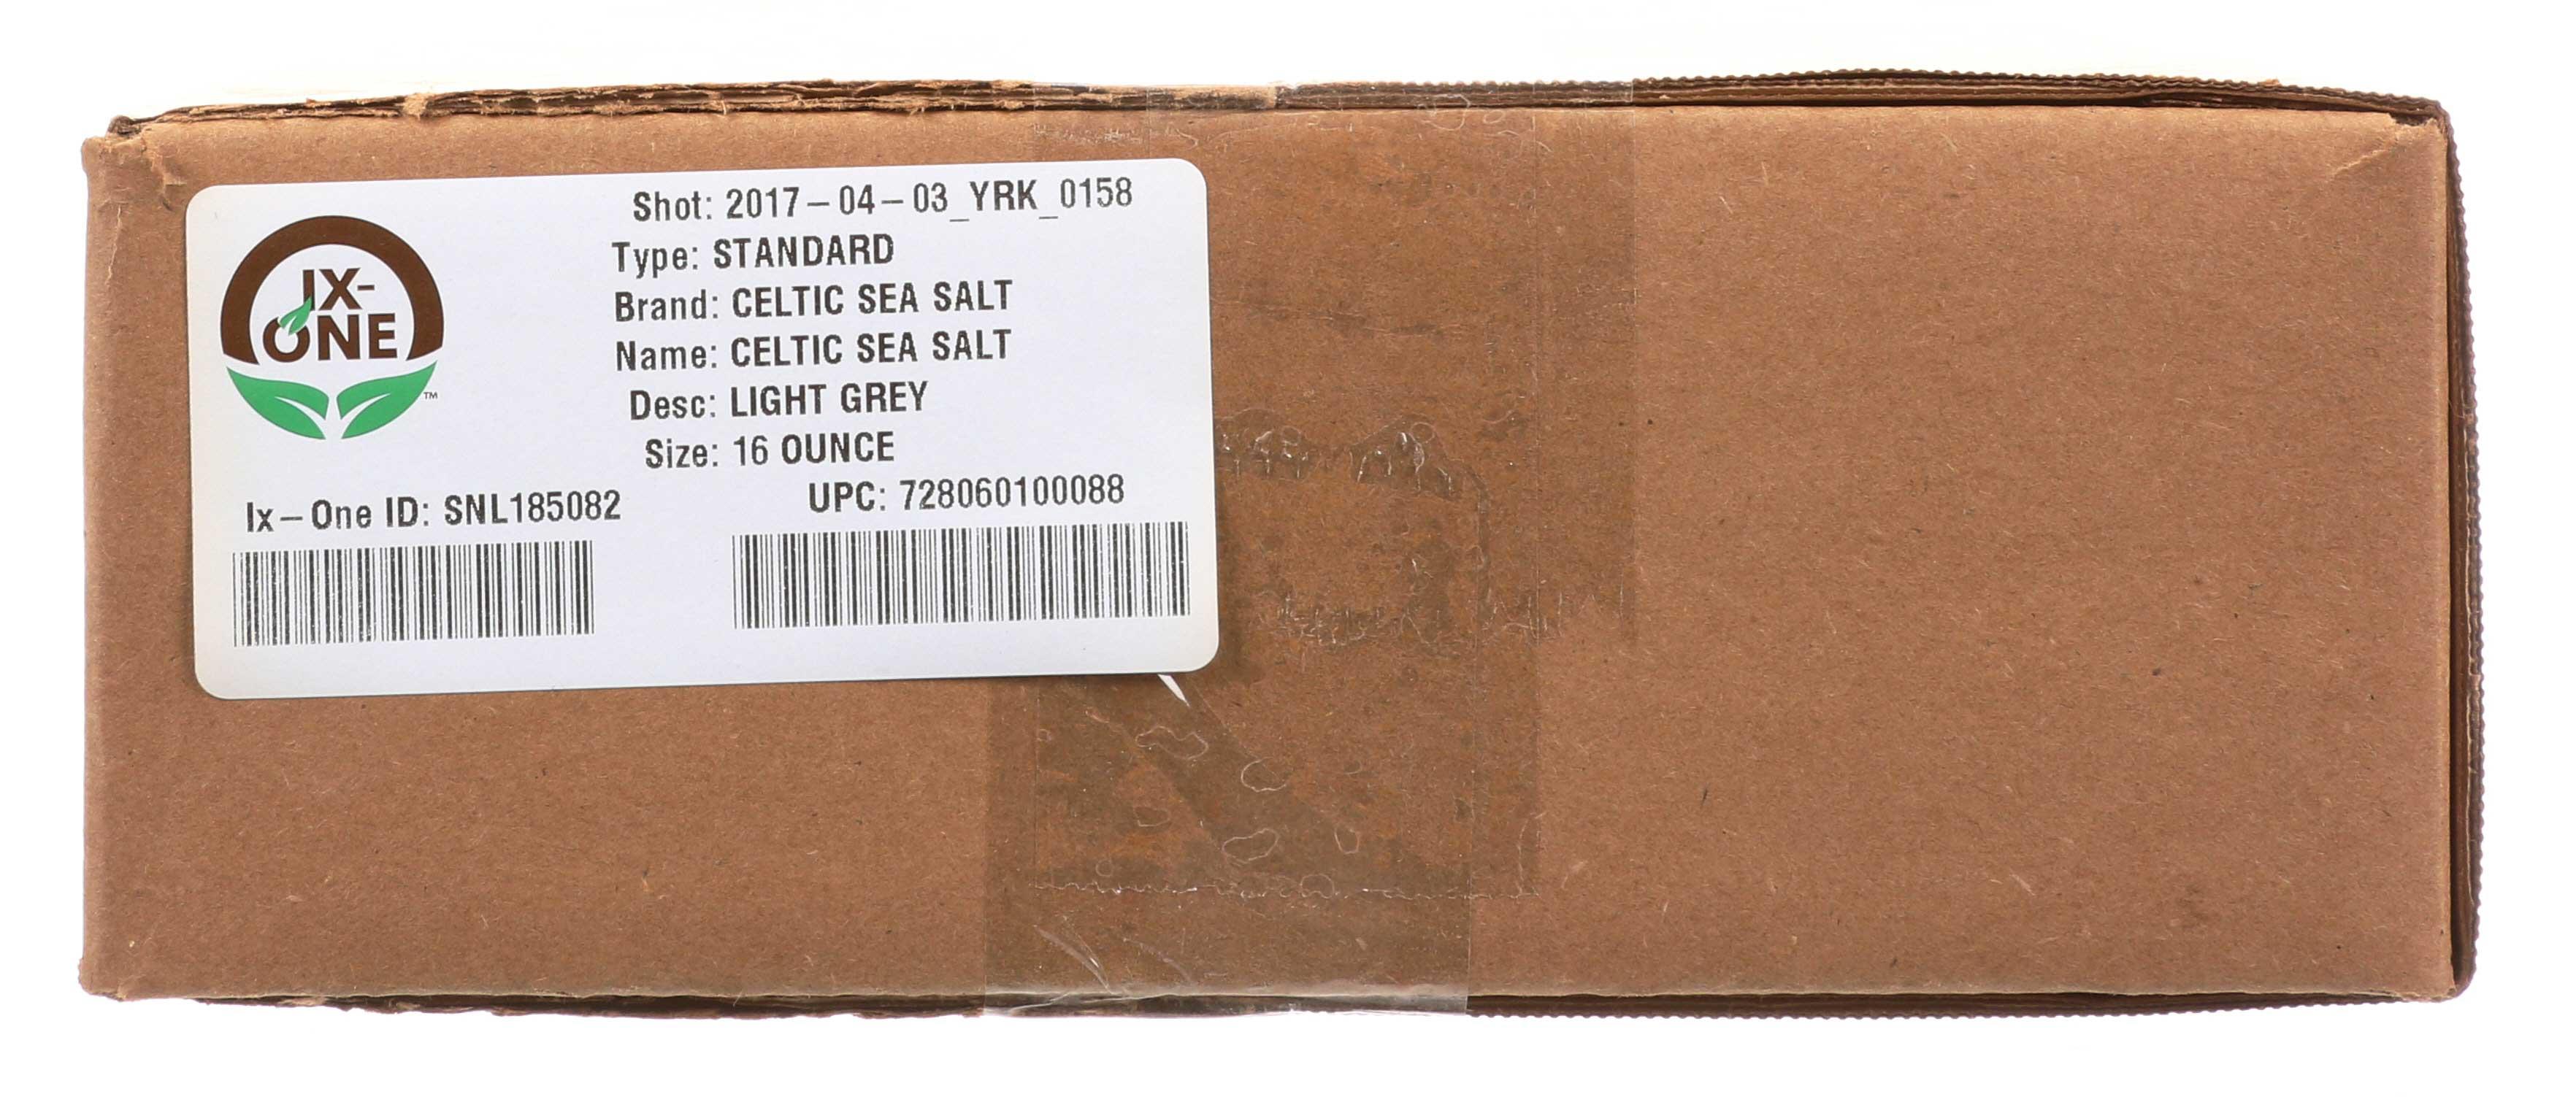 IX-
ONE
TM
Shot: 2017-04-03_YRK_0158
Type: STANDARD
Brand: CELTIC SEA SALT
Name: CELTIC SEA SALT
Desc: LIGHT GREY
Size: 16 OUNCE
Ix-One ID: SNL185082
UPC: 728060100088